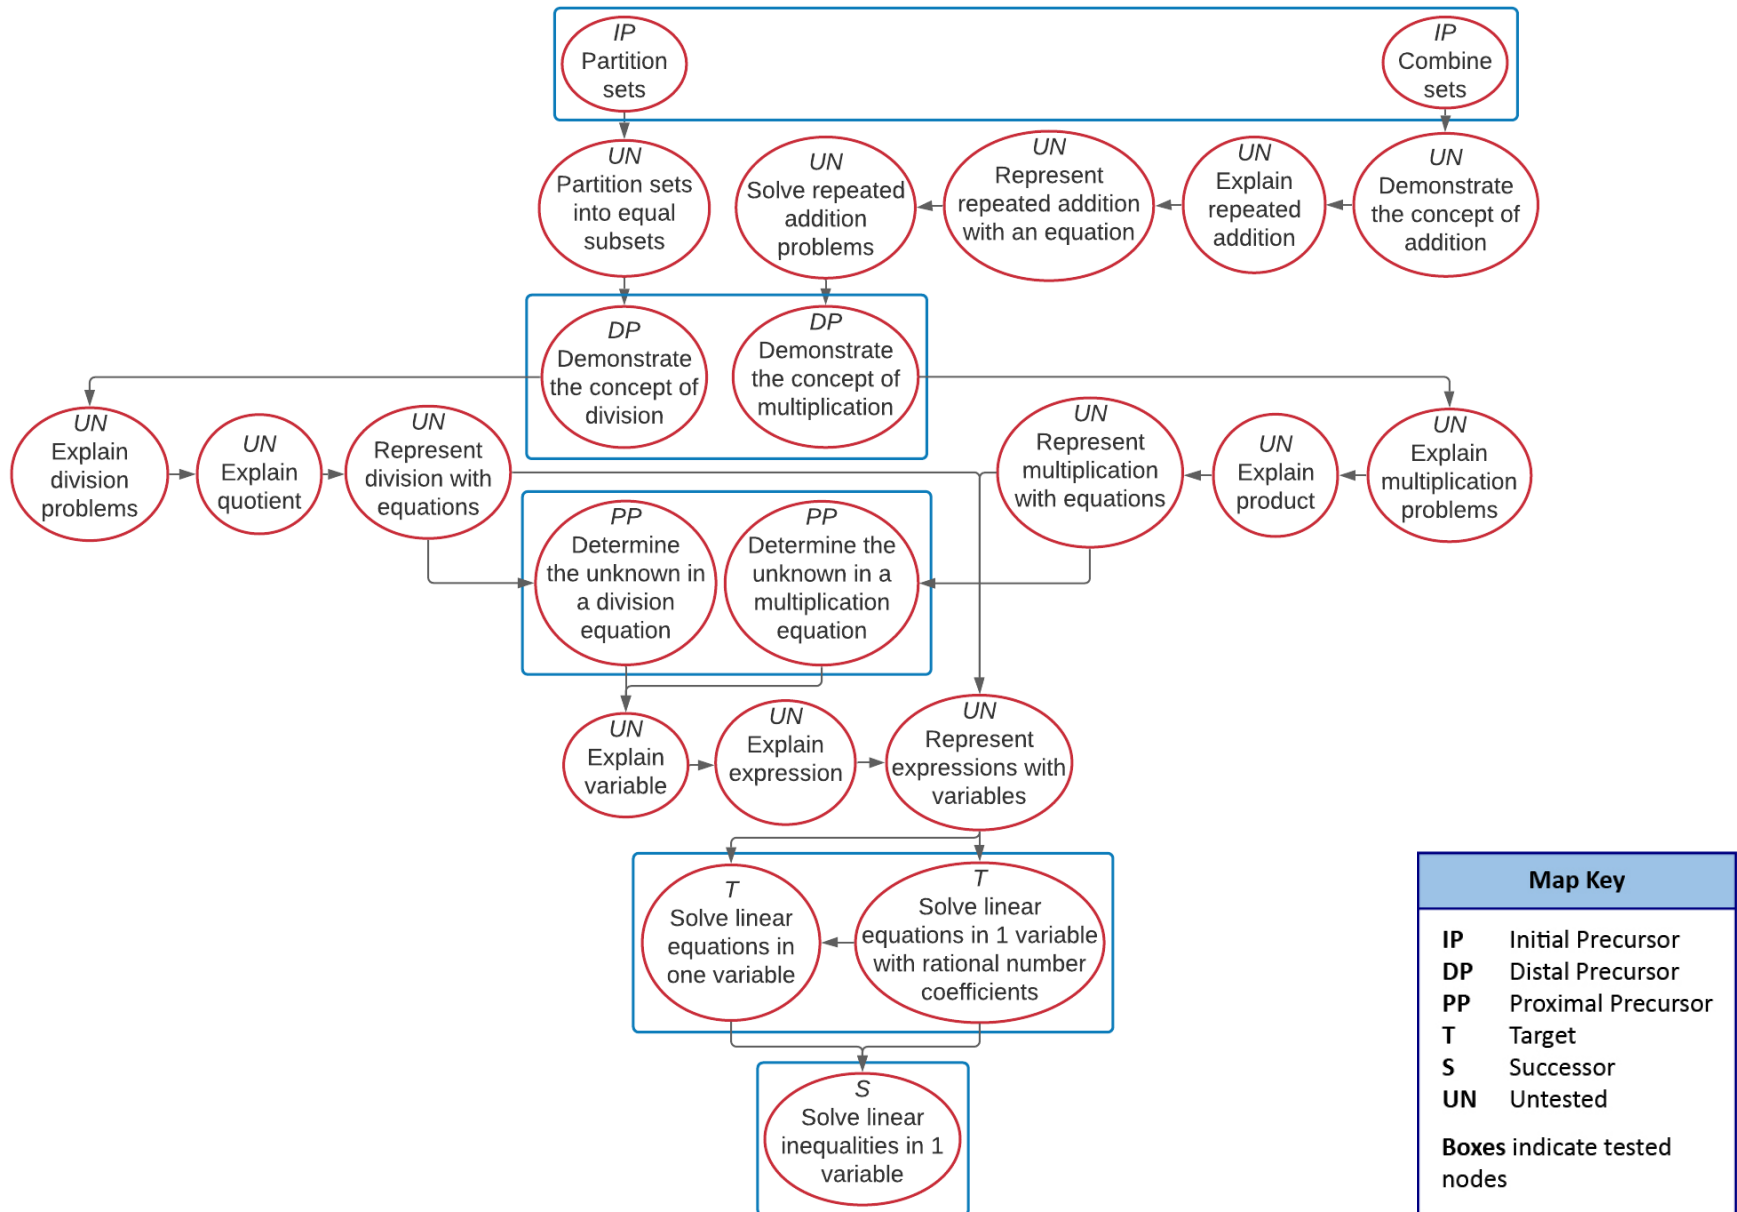 IP
Partition
sets
IP
Combine
sets
UN
Partition sets
into equal
subsets
UN
Solve repeated
addition
problems
UN
Represent
repeated addition
with an equation
UN
Explain
repeated
addition
UN
Demonstrate
the concept of
addition
DP
Demonstrate
the concept of
division
DP
Demonstrate
the concept of
multiplication
UN
Explain
division
problems
UN
Explain
quotient
UN
Represent
division with
equations
UN
Represent
multiplication
with equations
UN
Explain
product
UN
Explain
multiplication
problems
PP
Determine
the unknown in
a division
equation
PP
Determine the
unknown in a
multiplication
equation
UN
Explain
variable
UN
Explain
expression
UN
Represent
expressions with
variables
T
Solve linear
equations in
one variable
T
Solve linear
equations in 1 variable
with rational number
coefficients
S
Solve linear
inequalities in 1
variable
Map Key
IP Initial Precursor
DP Distal Precursor
PP Proximal Precursor
T Target
S Successor
UN Untested
Boxes indicate tested
nodes